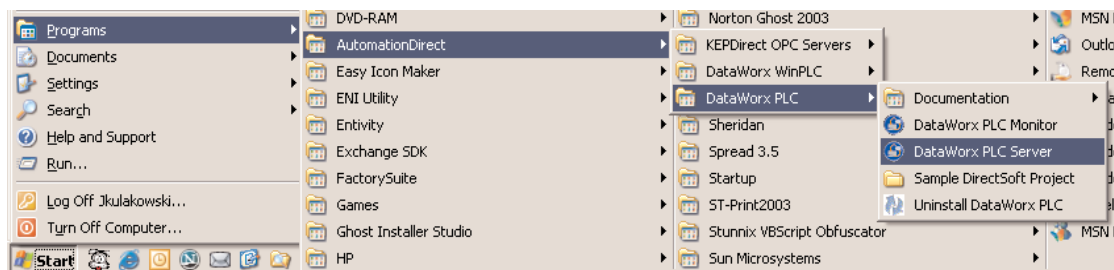 Programs
Documents
Settings
Search
Help and Support
Run...
Log Off Jkulakowski...
Turn Off Computer...
Start
DVD-RAM
AutomationDirect
Easy Icon Maker
ENI Utility
Entivity
Exchange SDK
FactorySuite
Games
Ghost Installer Studio
HP
Norton Ghost 2003
KEPDirect OPC Servers
DataWorx WinPLC
DataWorx PLC
Sheridan
Spread 3.5
Startup
ST-Print2003
Stunnix VBScript Obfuscator
Sun Microsystems
Documentation
DataWorx PLC Monitor
DataWorx PLC Server
Sample DirectSoft Project
Uninstall DataWorx PLC
MSN
MSN